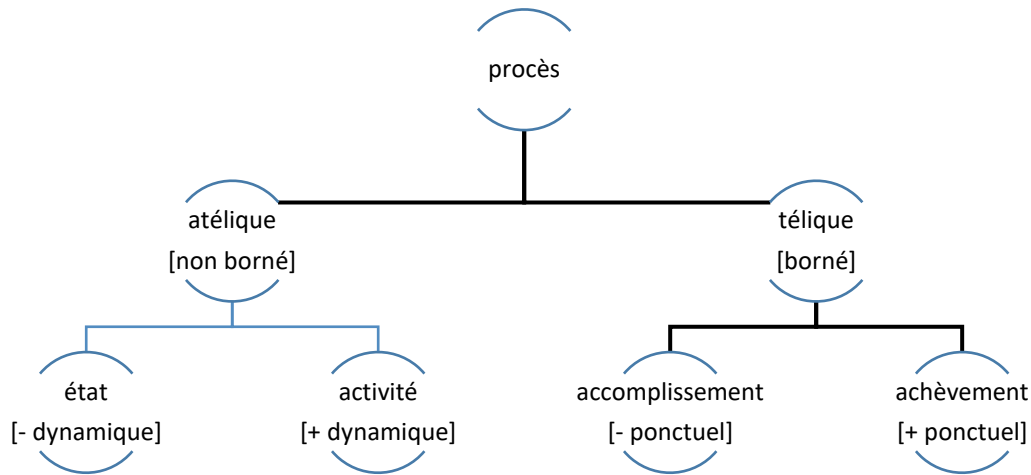 procès
atélique
[non borné]
télique
[borné]
état
[- dynamique]
activité
[+ dynamique]
accomplissement
[- ponctuel]
achèvement
[+ ponctuel]